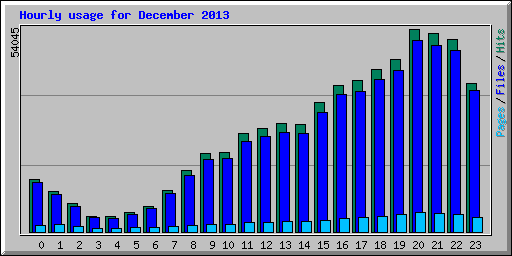 Hourly usage for December 2013
54045
Pages/Files/Hits
0 1 2 3 4 5 6 7 8 9 10 11 12 13 14 15 16 17 18 19 20 21 22 23